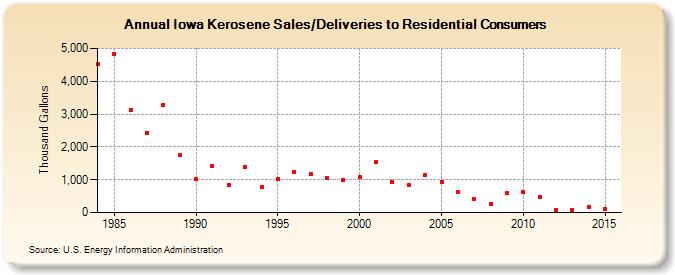 Annual Iowa Kerosene Sales/Deliveries to Residential Consumers
Thousand Gallons
5,000
4,000
3,000
2,000
1,000
0
1985 1990 1995 2000 2005 2010 2015
Source: U.S. Energy Information Administration